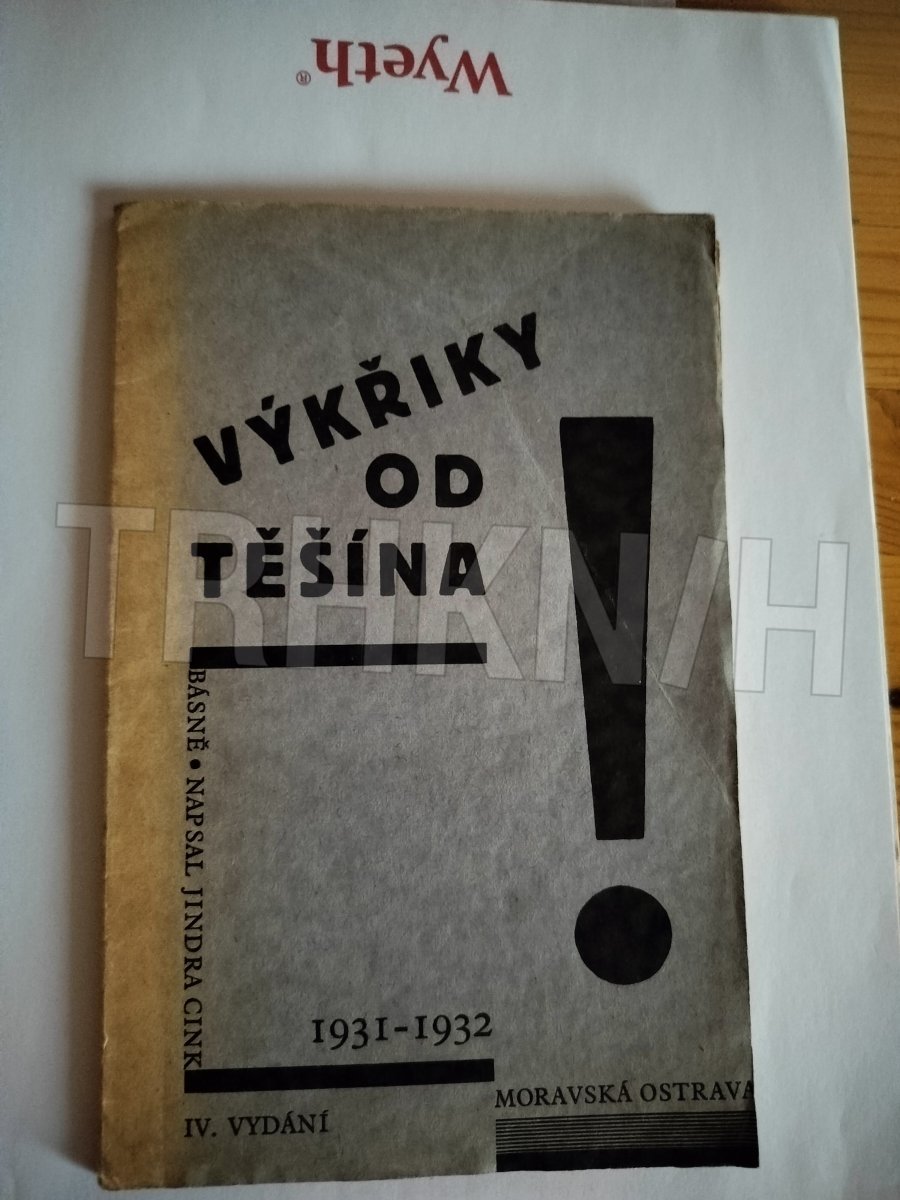 Wyeth®
VÝKŘIKY
OD
TĚŠÍNA
!
BÁSNĚ • NAPSAL JINDRA CINK
1931-1932
IV. VYDÁNÍ
MORAVSKÁ OSTRAVA
TRHKNIH